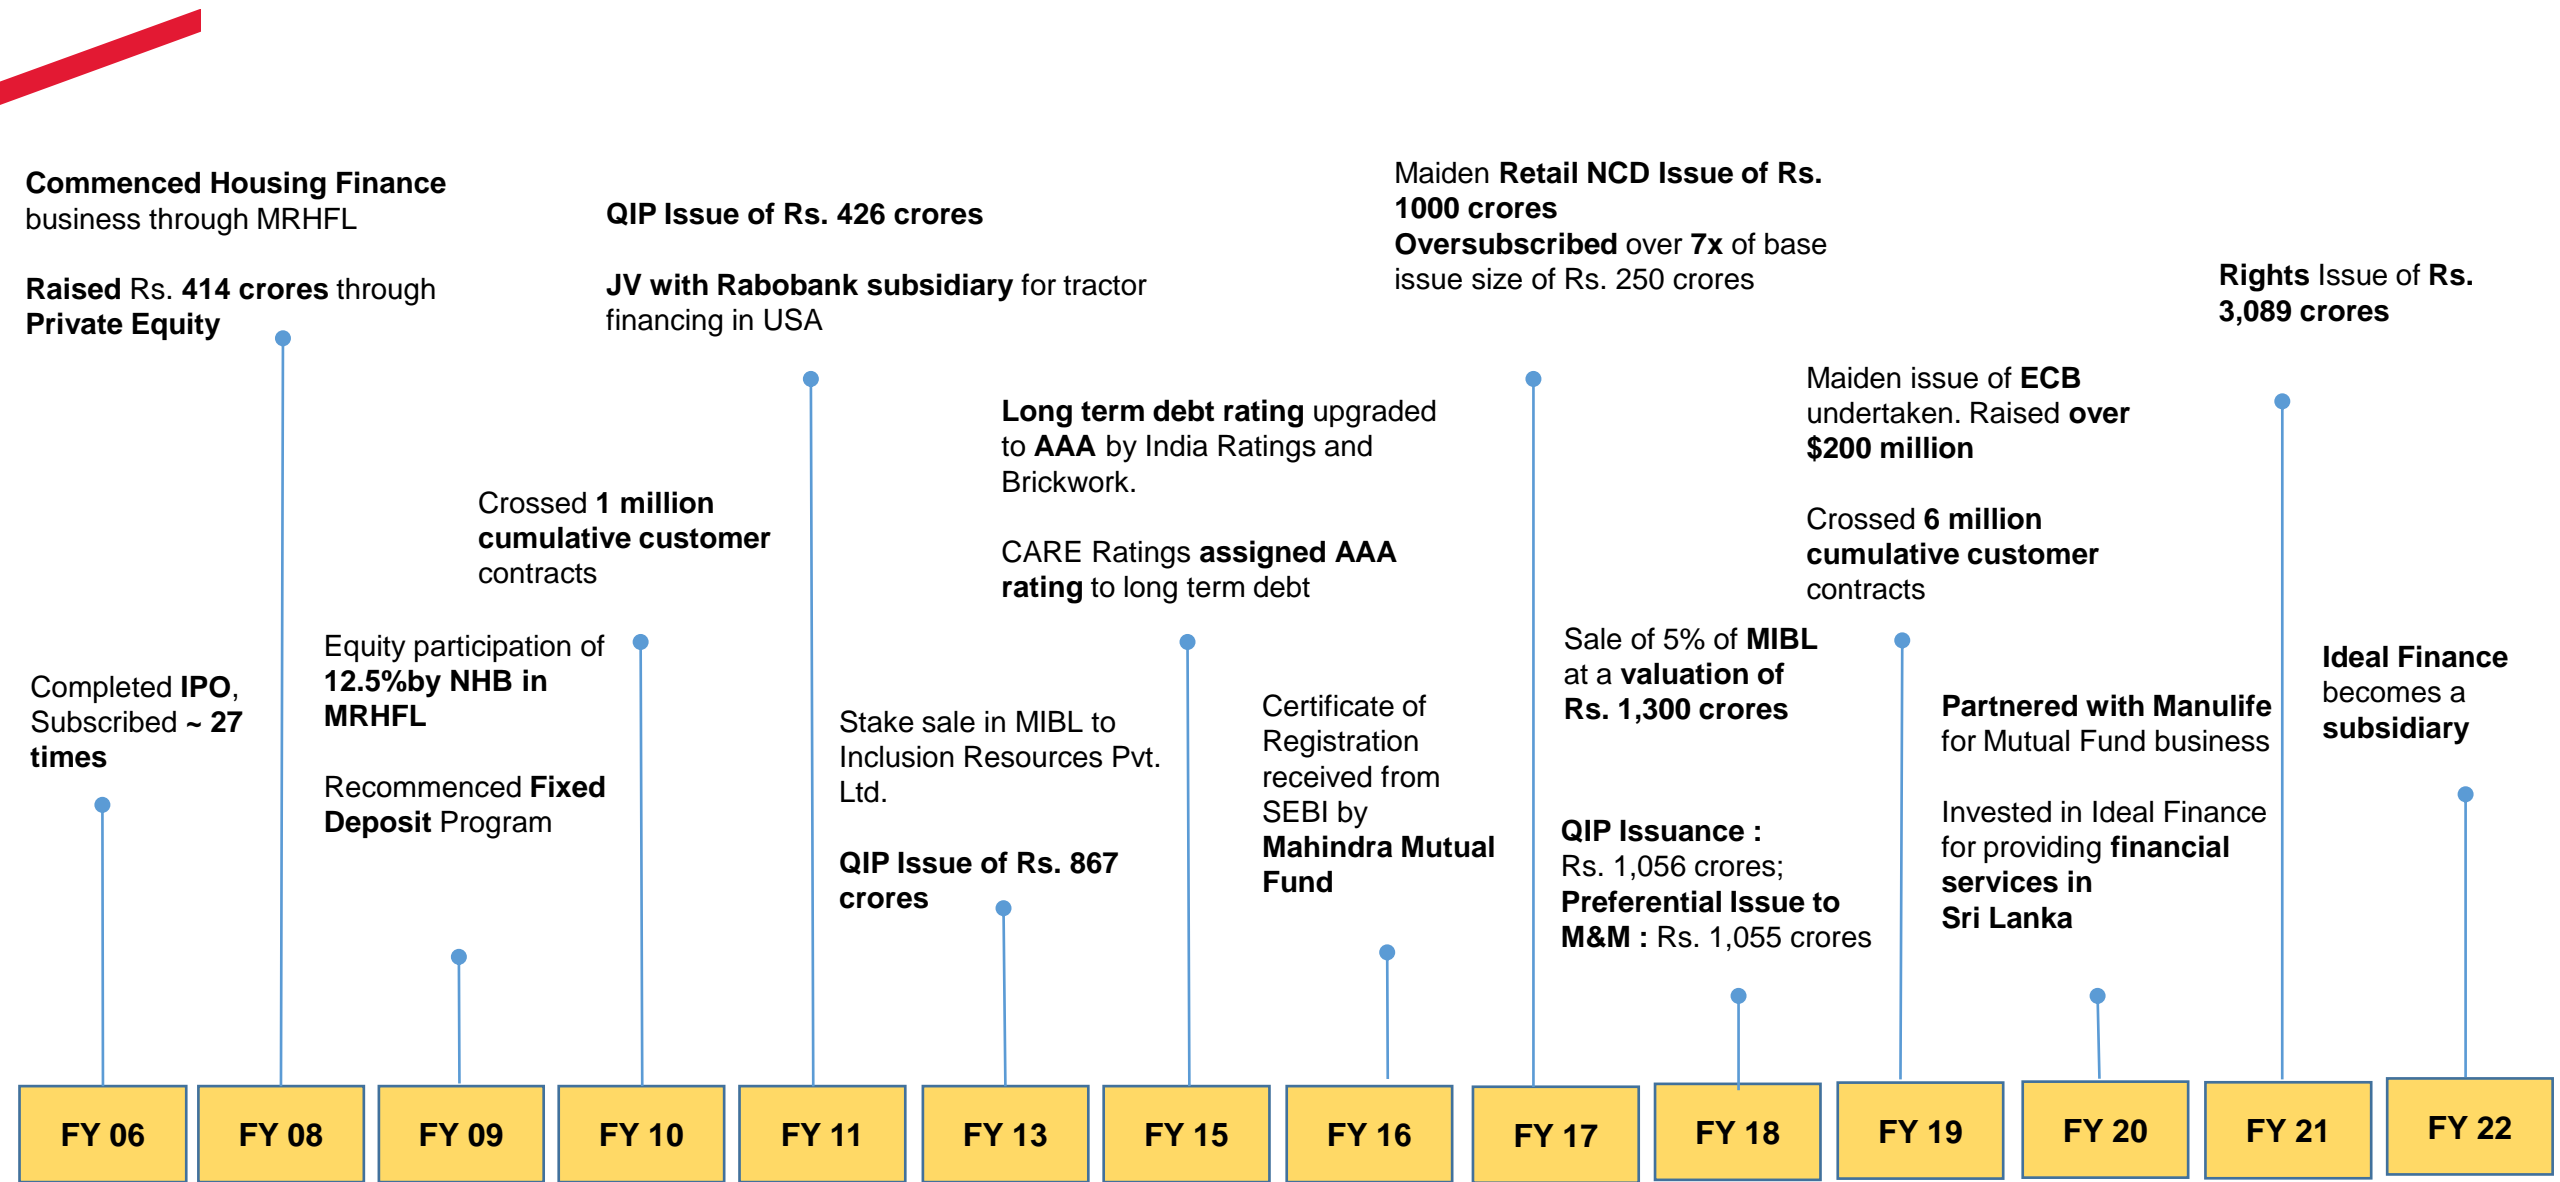 Commenced Housing Finance
business through MRHFL
Raised Rs. 414 crores through
Private Equity
QIP Issue of Rs. 426 crores
JV with Rabobank subsidiary for tractor
financing in USA
Maiden Retail NCD Issue of Rs.
1000 crores
Oversubscribed over 7x of base
issue size of Rs. 250 crores
Rights Issue of Rs.
3,089 crores
Crossed 1 million
cumulative customer
contracts
Long term debt rating upgraded
to AAA by India Ratings and
Brickwork.
CARE Ratings assigned AAA
rating to long term debt
Maiden issue of ECB
undertaken. Raised over
$200 million
Crossed 6 million
cumulative customer
contracts
Completed IPO,
Subscribed ~ 27
times
Equity participation of
12.5%by NHB in
MRHFL
Recommenced Fixed
Deposit Program
Stake sale in MIBL to
Inclusion Resources Pvt.
Ltd.
QIP Issue of Rs. 867
crores
Certificate of
Registration
received from
SEBI by
Mahindra Mutual
Fund
Sale of 5% of MIBL
at a valuation of
Rs. 1,300 crores
QIP Issuance :
Rs. 1,056 crores;
Preferential Issue to
M&M : Rs. 1,055 crores
Partnered with Manulife
for Mutual Fund business
Invested in Ideal Finance
for providing financial
services in
Sri Lanka
Ideal Finance
becomes a
subsidiary
FY 06
FY 08
FY 09
FY 10
FY 11
FY 13
FY 15
FY 16
FY 17
FY 18
FY 19
FY 20
FY 21
FY 22